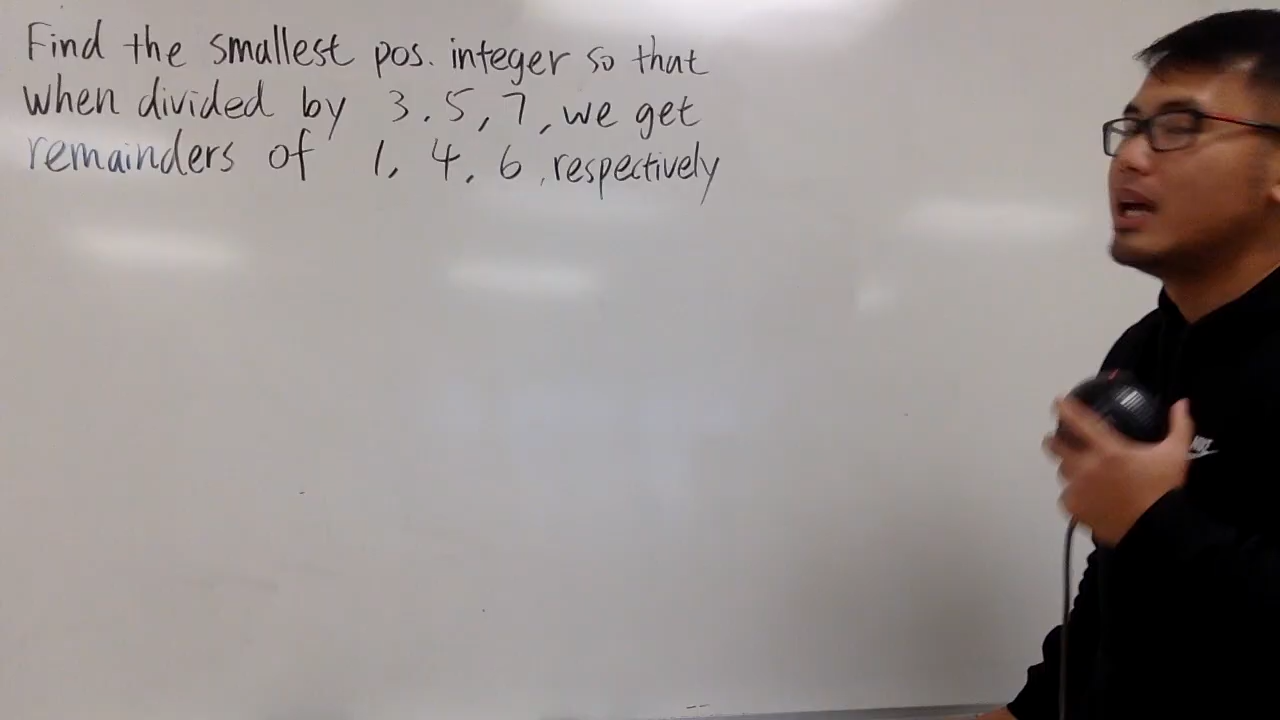 Find the smallest pos. integer so that
when divided by 3, 5, 7, we get
remainders of 1, 4, 6, respectively